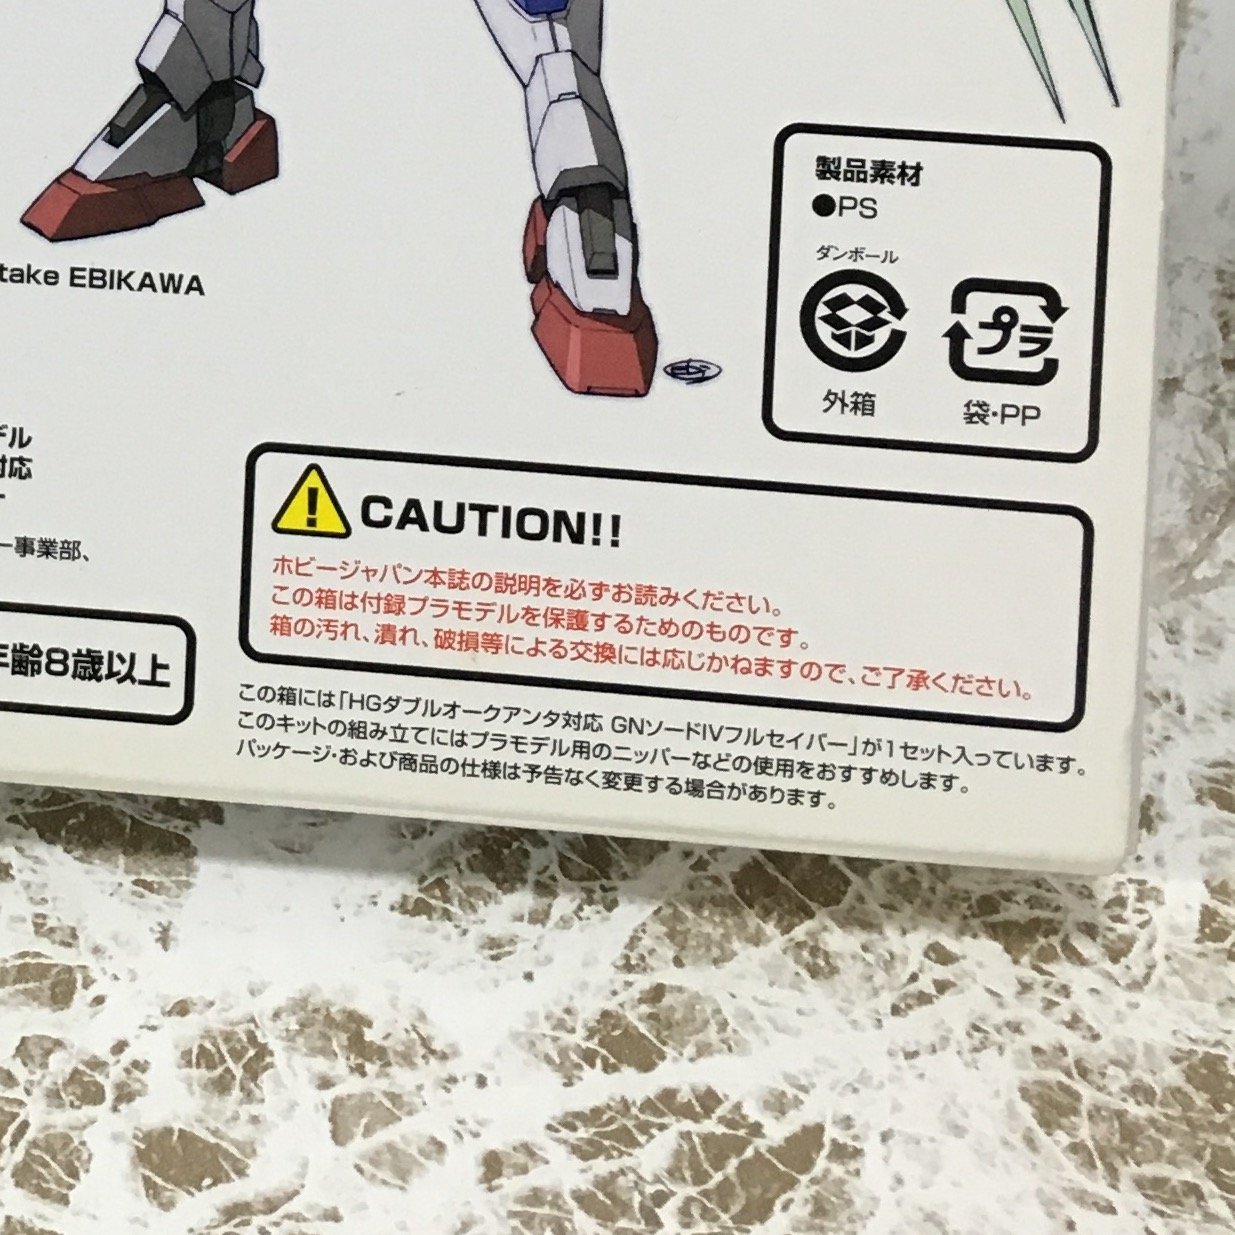 製品素材
●PS
ダンボール
プラ
外箱
袋・PP
take EBIKAWA
デル
対応
ー事業部、
年齢8歳以上
CAUTION!!
ホビージャパン本誌の説明を必ずお読みください。
この箱は付録プラモデルを保護するためのものです。
箱の汚れ、潰れ、破損等による交換には応じかねますので、ご了承ください。
この箱には「HGダブルオークアンタ対応 GNソードⅣフルセイバー」が1セット入っています。
このキットの組み立てにはプラモデル用のニッパーなどの使用をおすすめします。
パッケージ・および商品の仕様は予告なく変更する場合があります。